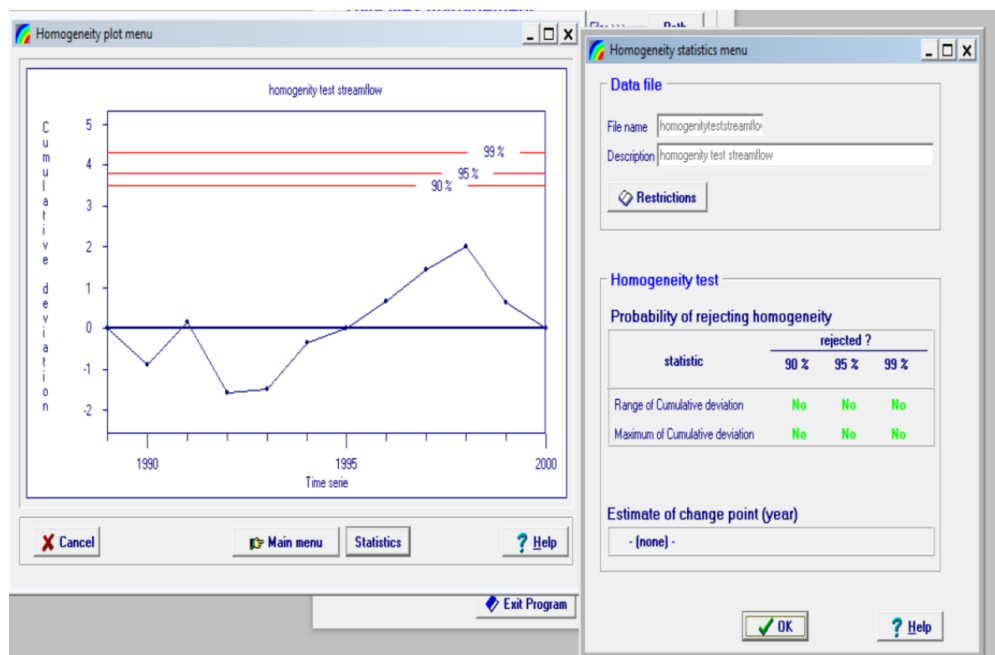 Homogeneity plot menu
homogenity test streamflow
Cumulative deviation
5
4
3
2
1
0
-1
-2
99 %
95 %
90 %
1990
1995
2000
Time serie
Cancel
Main menu
Statistics
? Help
Exit Program
Homogeneity statistics menu
Data file
File name homogenityteststreamflo
Description homogenity test streamflow
Restrictions
Homogeneity test
Probability of rejecting homogeneity
rejected ?
statistic 90 % 95 % 99 %
Range of Cumulative deviation No No No
Maximum of Cumulative deviation No No No
Estimate of change point (year)
- (none) -
OK
? Help